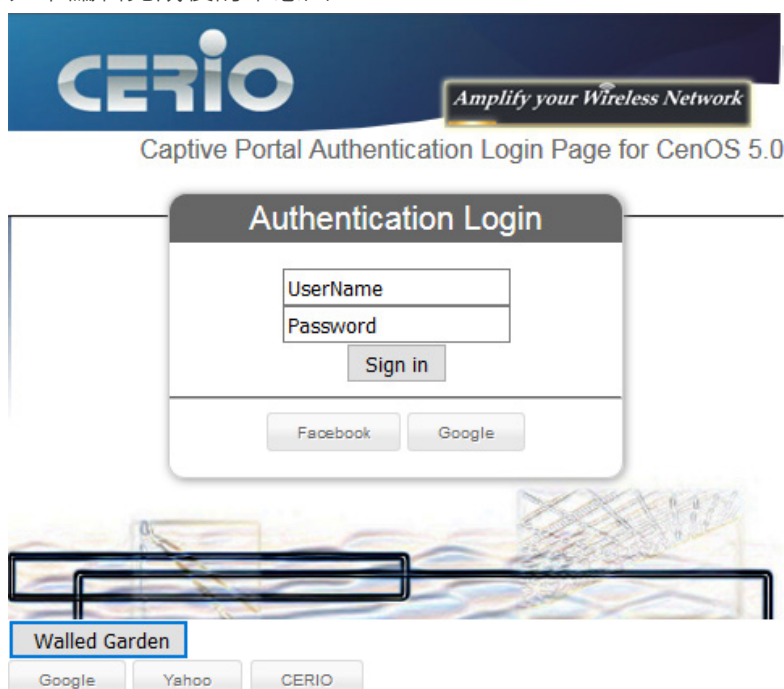 CERIO
Amplify your Wireless Network
Captive Portal Authentication Login Page for CenOS 5.0
Authentication Login
UserName
Password
Sign in
Facebook Google
Walled Garden
Google Yahoo CERIO